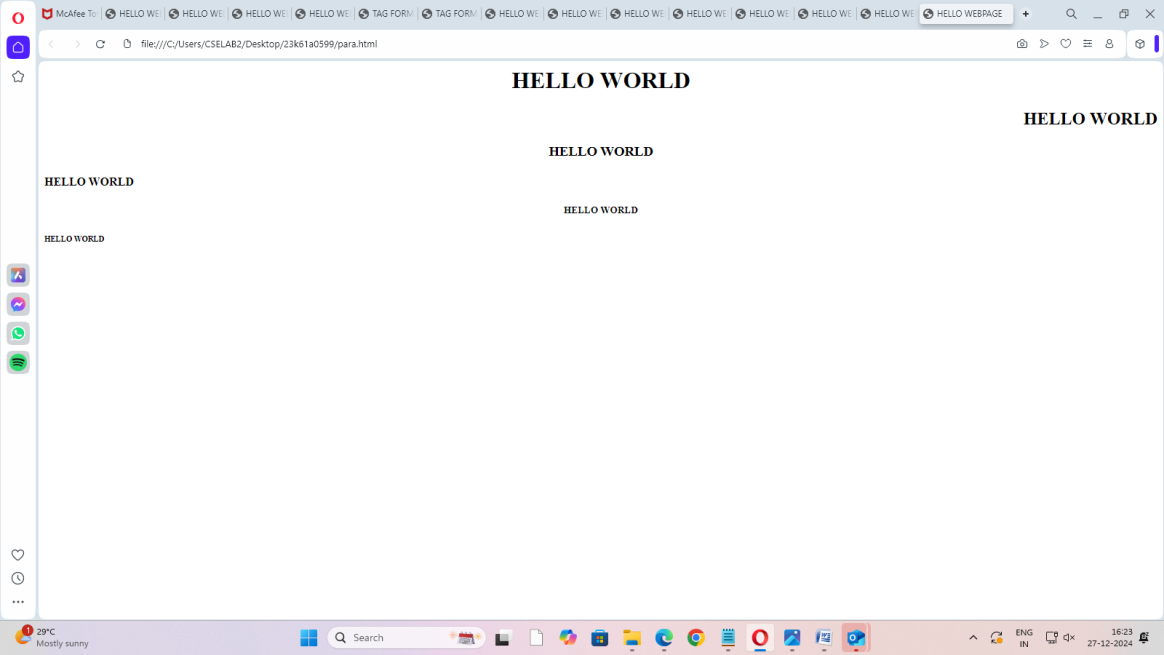 McAfee To
HELLO WE
HELLO WE
HELLO WE
HELLO WE
TAG FORM
TAG FORM
HELLO WE
HELLO WE
HELLO WE
HELLO WE
HELLO WE
HELLO WE
HELLO WE
HELLO WEBPAGE
file:///C:/Users/CSELAB2/Desktop/23k61a0599/para.html
HELLO WORLD
HELLO WORLD
HELLO WORLD
HELLO WORLD
HELLO WORLD
HELLO WORLD
1
29°C
Mostly sunny
Search
ENG
IN
16:23
27-12-2024